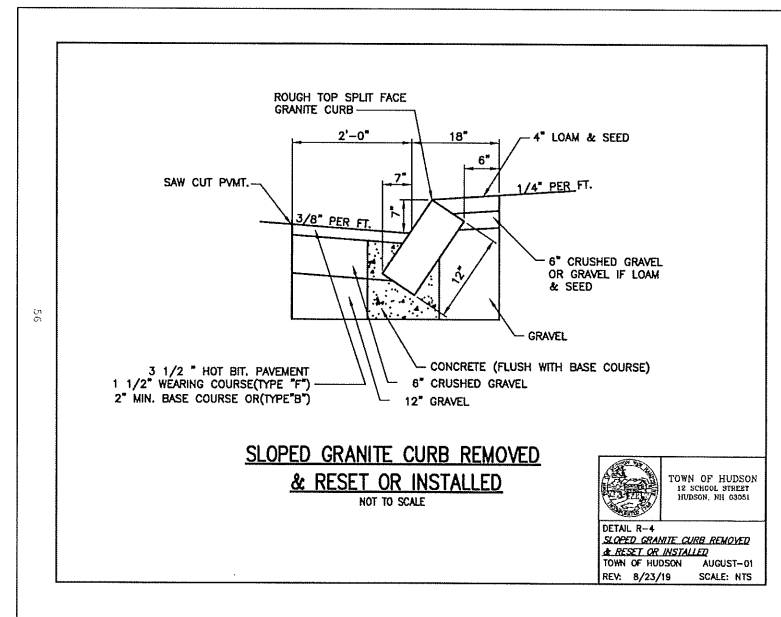 ROUGH TOP SPLIT FACE
GRANITE CURB
2'-0"
18"
4" LOAM & SEED
6"
SAW CUT PVMT.
7"
1/4" PER FT.
3/8" PER FT.
7"
12"
6" CRUSHED GRAVEL
OR GRAVEL IF LOAM
& SEED
GRAVEL
56
3 1/2 " HOT BIT. PAVEMENT
1 1/2" WEARING COURSE(TYPE "F")
2" MIN. BASE COURSE OR(TYPE"B")
CONCRETE (FLUSH WITH BASE COURSE)
6" CRUSHED GRAVEL
12" GRAVEL
SLOPED GRANITE CURB REMOVED
& RESET OR INSTALLED
NOT TO SCALE
TOWN OF HUDSON
12 SCHOOL STREET
HUDSON, NH 03051
DETAIL R-4
SLOPED GRANITE CURB REMOVED
& RESET OR INSTALLED
TOWN OF HUDSON AUGUST-01
REV: 8/23/19 SCALE: NTS